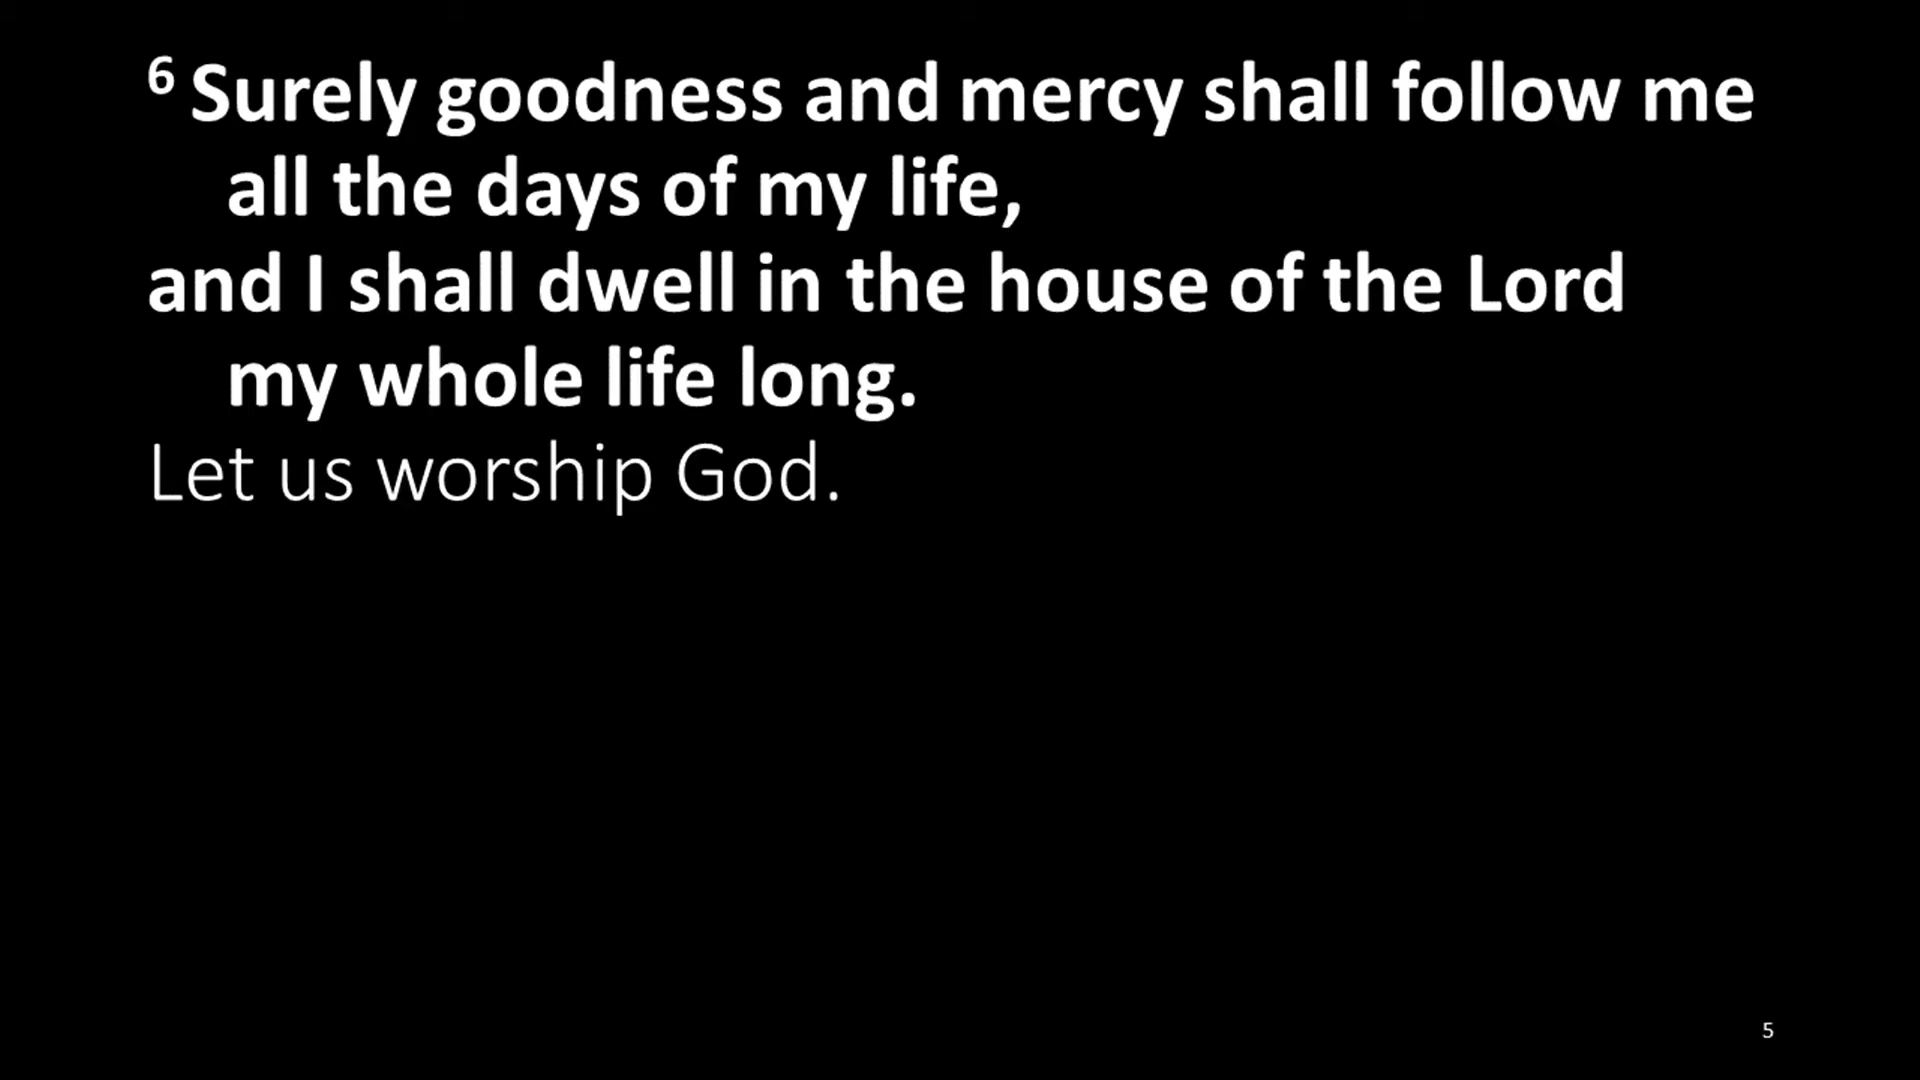 6 Surely goodness and mercy shall follow me
all the days of my life,
and I shall dwell in the house of the Lord
my whole life long.
Let us worship God.
5